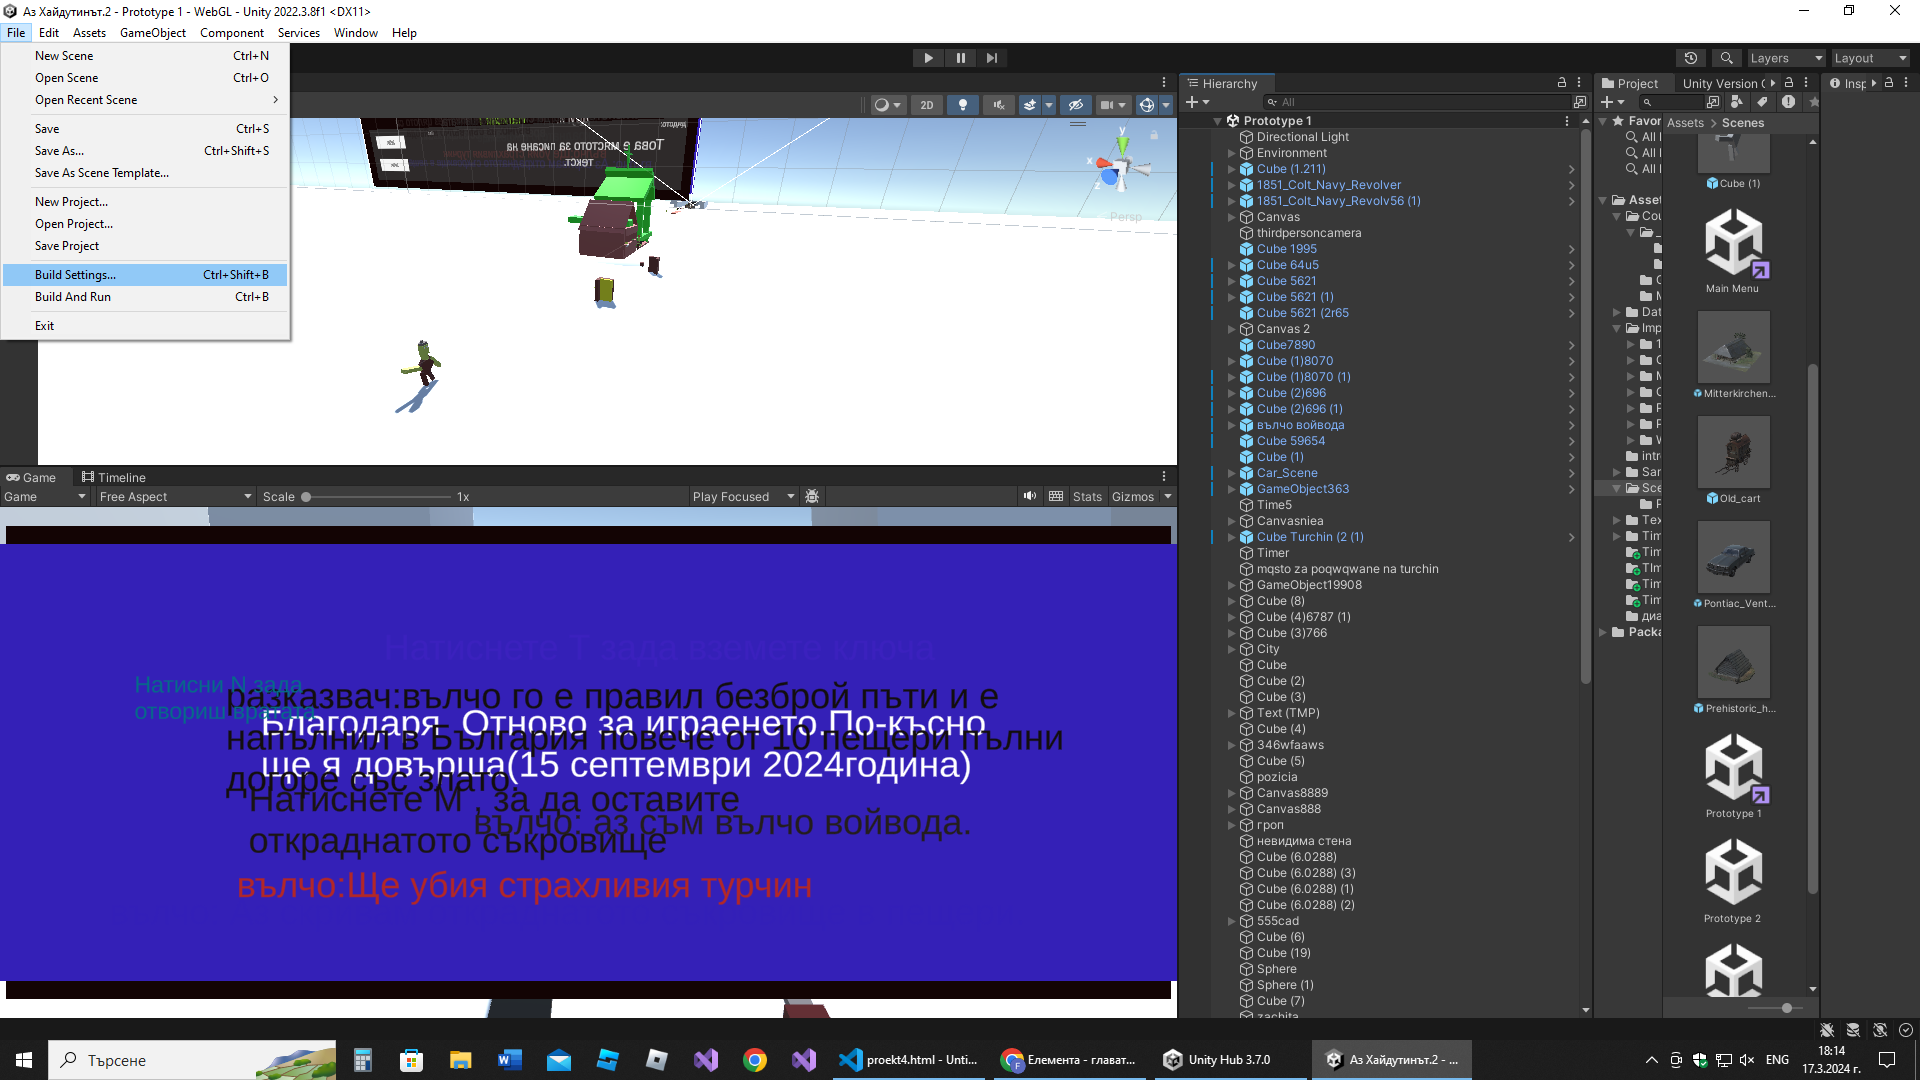 Аз Хайдутинът.2 - Prototype 1 - WebGL - Unity 2022.3.8f1 <DX11>
File Edit Assets GameObject Component Services Window Help
New Scene Ctrl+N
Open Scene Ctrl+O
Open Recent Scene
Save Ctrl+S
Save As... Ctrl+Shift+S
Save As Scene Template...
New Project...
Open Project...
Save Project
Build Settings... Ctrl+Shift+B
Build And Run Ctrl+B
Exit
Layers Layout
2D
Това е мястото за писане на
текст.
y
x
z
Persp
Game Timeline
Game Free Aspect Scale 1x Play Focused Stats Gizmos
Натиснете Т зада вземете ключа
Натисни N зада
отвориш вратата
разказвач:вълчо го е правил безброй пъти и е
напълнил в България повече от 10 пещери пълни
догоре със злато.
Благодаря Отново за играенето.По-късно
ще я довърша(15 септември 2024година)
Натиснете М , за да оставите
откраднатото съкровище
вълчо: аз съм вълчо войвода.
вълчо:Ще убия страхливия турчин
Hierarchy
All
Prototype 1
Directional Light
Environment
Cube (1.211)
1851_Colt_Navy_Revolver
1851_Colt_Navy_Revolv56 (1)
Canvas
thirdpersoncamera
Cube 1995
Cube 64u5
Cube 5621
Cube 5621 (1)
Cube 5621 (2r65
Canvas 2
Cube7890
Cube (1)8070
Cube (1)8070 (1)
Cube (2)696
Cube (2)696 (1)
вълчо войвода
Cube 59654
Cube (1)
Car_Scene
GameObject363
Time5
Canvasniea
Cube Turchin (2 (1)
Timer
mqsto za poqwqwane na turchin
GameObject19908
Cube (8)
Cube (4)6787 (1)
Cube (3)766
City
Cube
Cube (2)
Cube (3)
Text (TMP)
Cube (4)
346wfaaws
Cube (5)
pozicia
Canvas8889
Canvas888
гроп
невидима стена
Cube (6.0288)
Cube (6.0288) (3)
Cube (6.0288) (1)
Cube (6.0288) (2)
555cad
Cube (6)
Cube (19)
Sphere
Sphere (1)
Cube (7)
zachita
Project Unity Version
Favor
All
All
All
Asset
Cou
Dat
Imp
intr
Sar
Sce
Tex
Tim
Tim
TIm
Tim
Tim
диа
Packa
Assets > Scenes
Cube (1)
Main Menu
Mitterkirchen...
Old_cart
Pontiac_Vent...
Prehistoric_h...
Prototype 1
Prototype 2
Insp
Търсене
proekt4.html - Unti...
Елемента - глават...
Unity Hub 3.7.0
Аз Хайдутинът.2 - ...
ENG
18:14
17.3.2024 г.